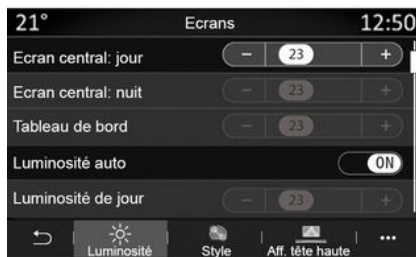 21° Ecrans 12:50
Ecran central: jour - 23 +
Ecran central: nuit - 23 +
Tableau de bord - 23 +
Luminosité auto ON
Luminosité de jour - 23 +
Luminosité Style Aff. tête haute ...